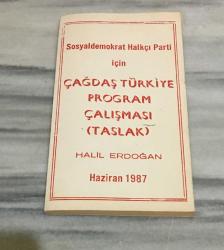 Sosyaldemokrat Halkçı Parti
için
ÇAĞDAŞ TÜRKİYE
PROGRAM
ÇALIŞMASI
(TASLAK)
HALİL ERDOĞAN
Haziran 1987